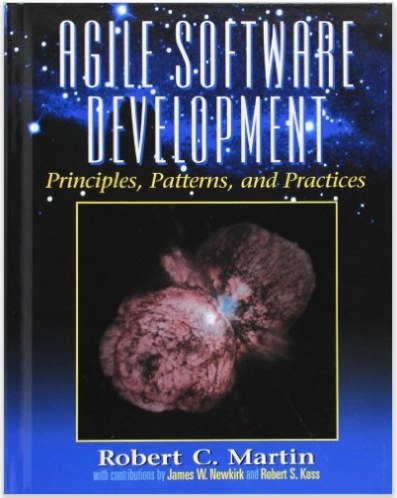 AGILE SOFTWARE
DEVELOPMENT
Principles, Patterns, and Practices
Robert C. Martin
with contributions by James W. Newkirk and Robert S. Koss